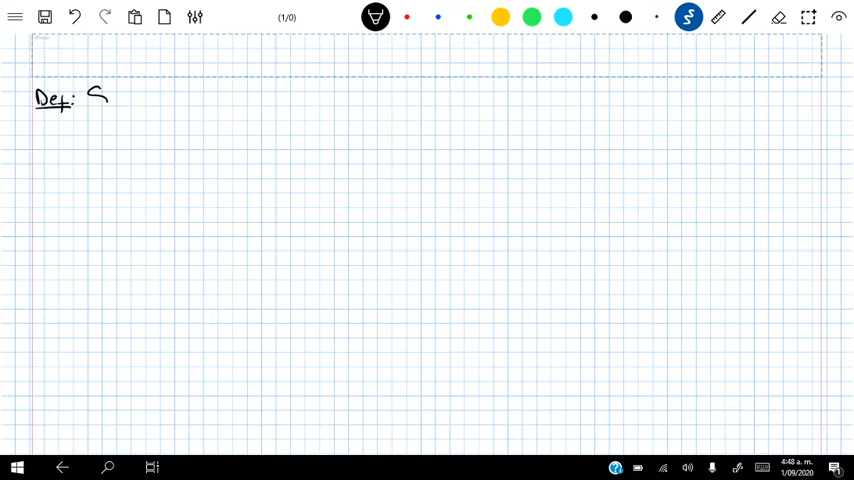 (1/0)
Def: S
4:48 a. m.
1/09/2020